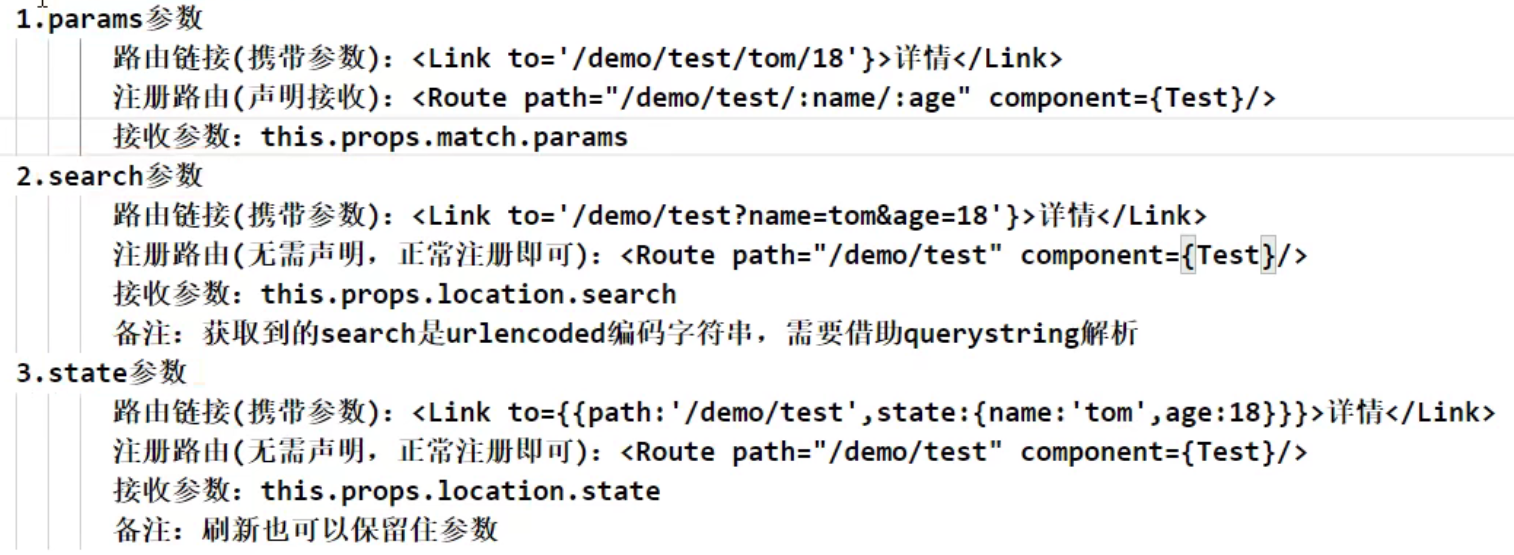 1.params参数
路由链接(携带参数)：<Link to='/demo/test/tom/18'}>详情</Link>
注册路由(声明接收)：<Route path="/demo/test/:name/:age" component={Test}/>
接收参数：this.props.match.params
2.search参数
路由链接(携带参数)：<Link to='/demo/test?name=tom&age=18'}>详情</Link>
注册路由(无需声明，正常注册即可)：<Route path="/demo/test" component={Test}/>
接收参数：this.props.location.search
备注：获取到的search是urlencoded编码字符串，需要借助querystring解析
3.state参数
路由链接(携带参数)：<Link to={{path:'/demo/test',state:{name:'tom',age:18}}}>详情</Link>
注册路由(无需声明，正常注册即可)：<Route path="/demo/test" component={Test}/>
接收参数：this.props.location.state
备注：刷新也可以保留住参数